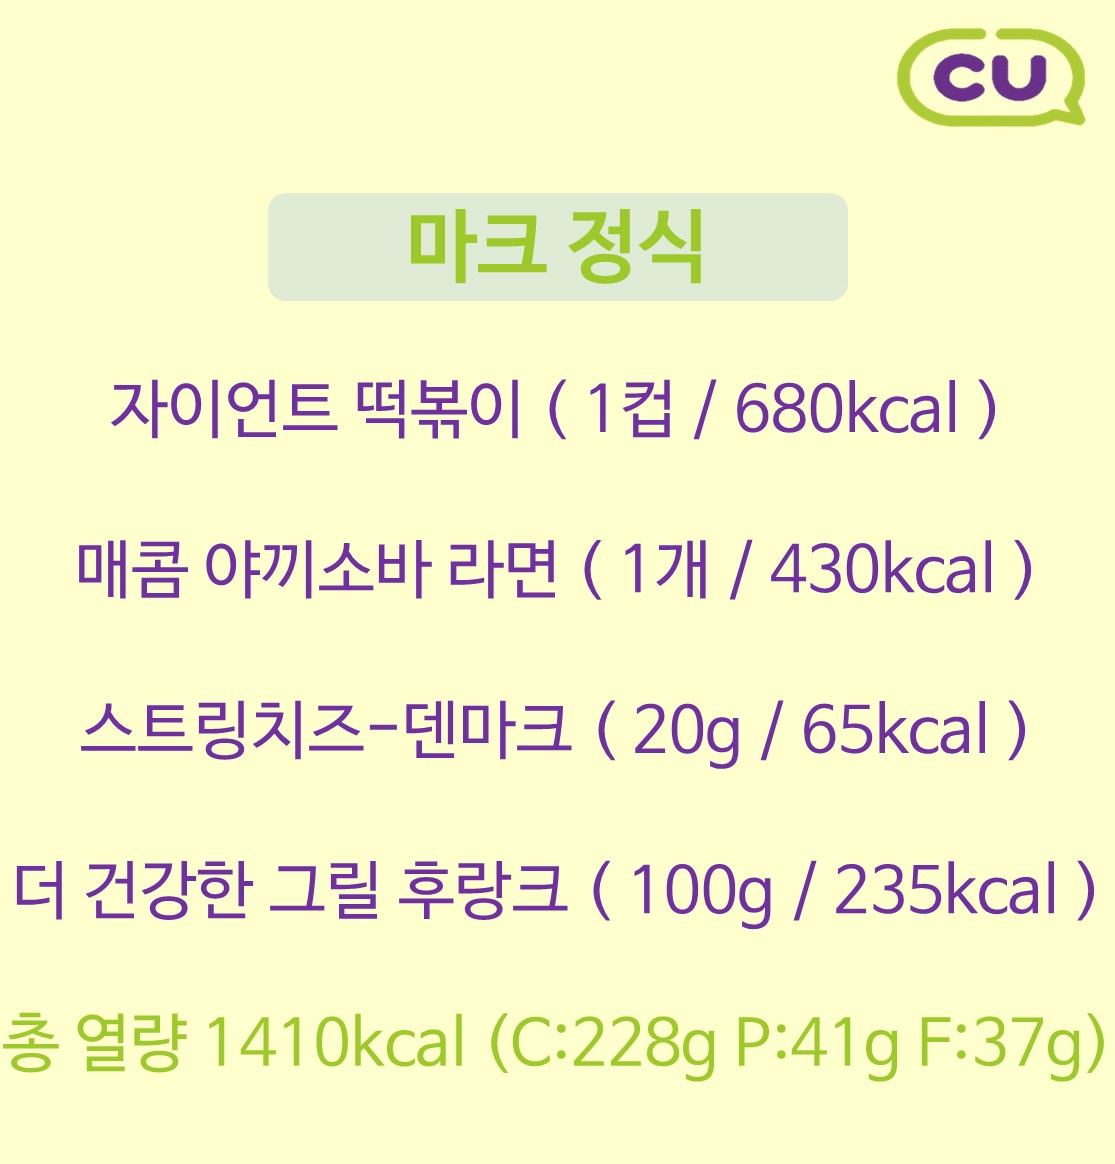 CU
마크 정식
자이언트 떡볶이 ( 1컵 / 680kcal )
매콤 야끼소바 라면 ( 1개 / 430kcal )
스트링치즈-덴마크 ( 20g / 65kcal )
더 건강한 그릴 후랑크 ( 100g / 235kcal )
총 열량 1410kcal (C:228g P:41g F:37g)